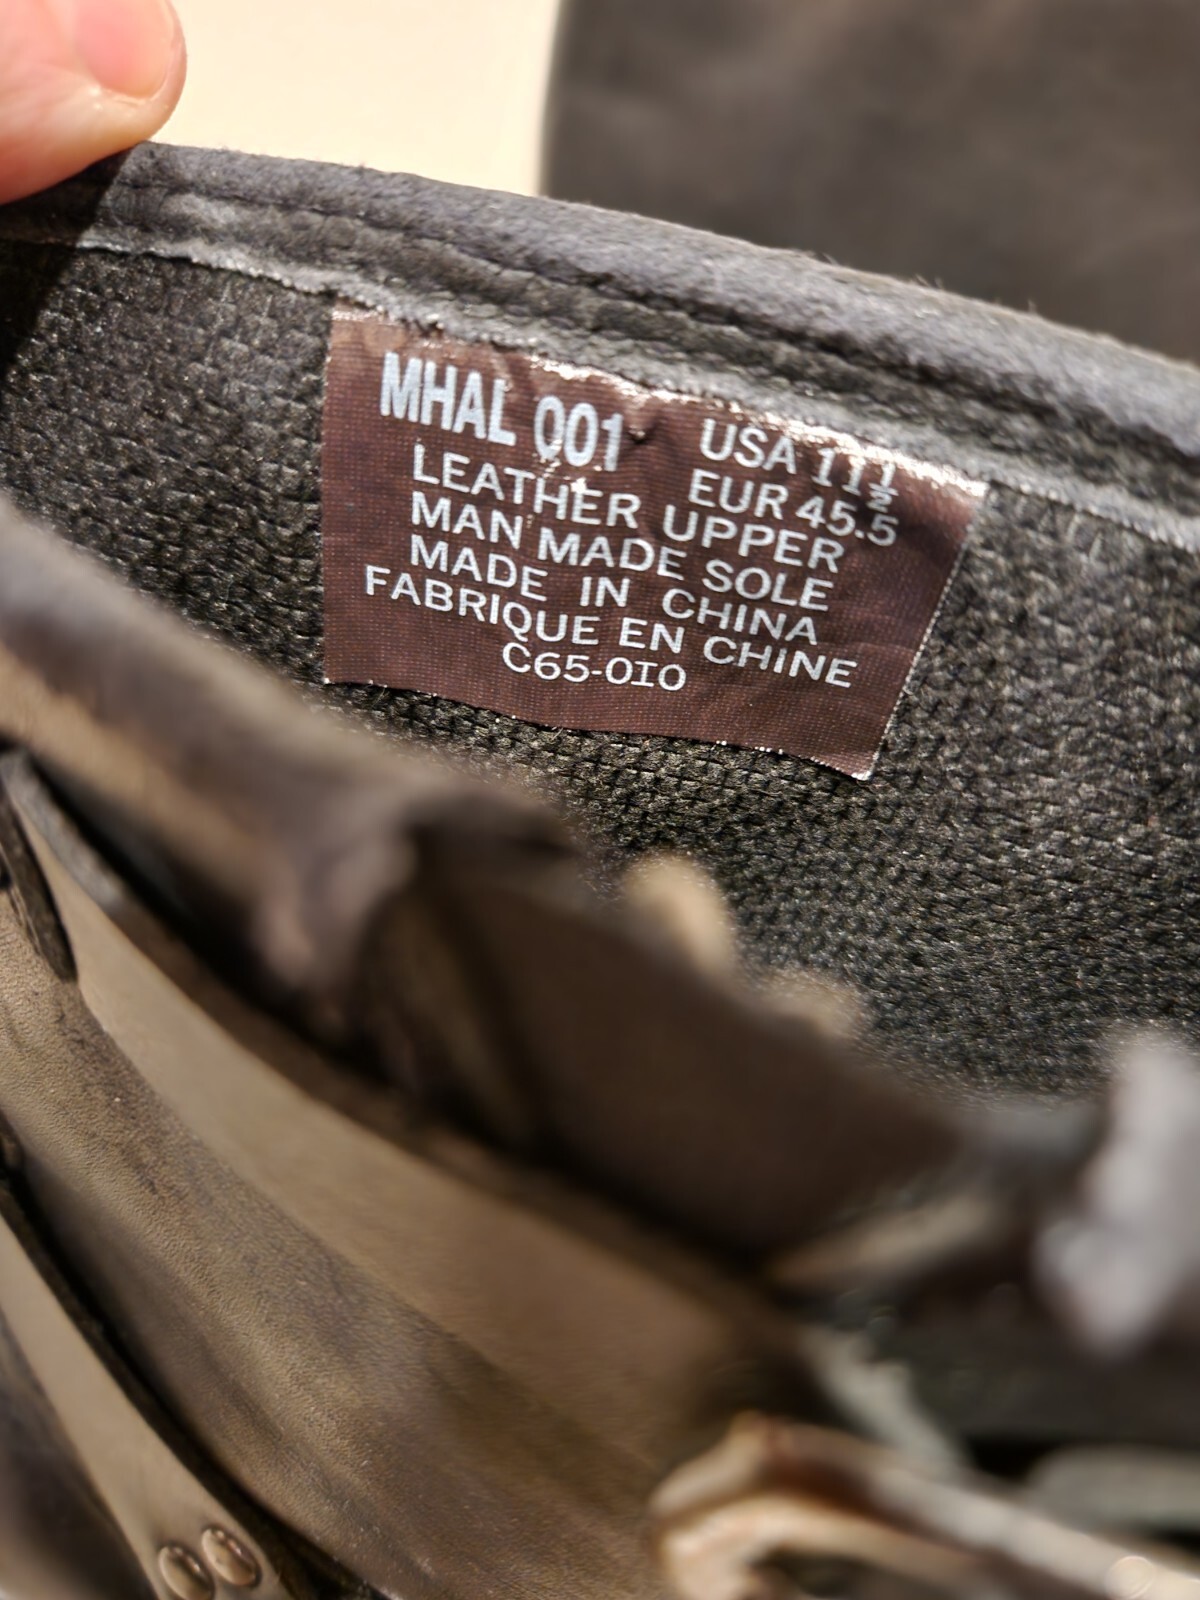 MHAL 001 USA 11½
EUR 45.5
LEATHER UPPER
MAN MADE SOLE
MADE IN CHINA
FABRIQUE EN CHINE
C65-0I0